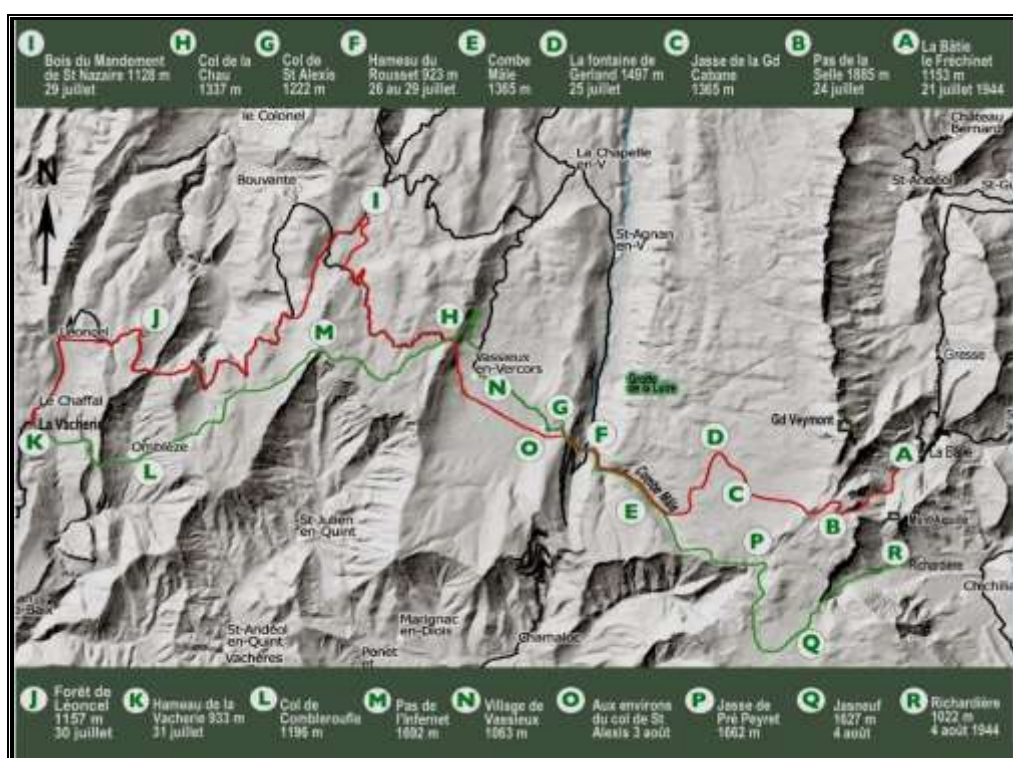 I
Bois du Mandement
de St Nazaire 1128 m
29 juillet
H
Col de la
Chau
1337 m
G
Col de
St Alexis
1222 m
F
Hameau du
Rousset 923 m
26 au 29 juillet
E
Combe
Mâle
1365 m
D
La fontaine de
Gerland 1497 m
25 juillet
C
Jasse de la Gd
Cabane
1365 m
B
Pas de la
Selle 1885 m
24 juillet
A
La Bâtie
le Fréchinet
1153 m
21 juillet 1944
le Colonel
Château
Bernard
La Chapelle
en-V
N
Bouvante
St-Andéol
St-G
I
St-Agnan
en-V
J
Léoncel
H
M
Vassieux
en-Vercors
Gresse
Grotte
de la Luire
N
Le Chaffal
La Vacherie
G
Gd Veymont
K
Omblèze
O
F
D
A
La Bâtie
L
Combe Mâle
C
E
B
St-Julien
en-Quint
P
R
Richardière
Chichilia
Marignac
en-Diois
St-Andéol
en-Quint
Chamaloc
Q
Vachères
Ponet
et
J
Forêt de
Léoncel
1157 m
30 juillet
K
Hameau de la
Vacherie 933 m
31 juillet
L
Col de
Combleroufle
1196 m
M
Pas de
l'Infernet
1692 m
N
Village de
Vassieux
1063 m
O
Aux environs
du col de St
Alexis 3 août
P
Jasse de
Pré Peyret
1662 m
Q
Jasneuf
1627 m
4 août
R
Richardière
1022 m
4 août 1944